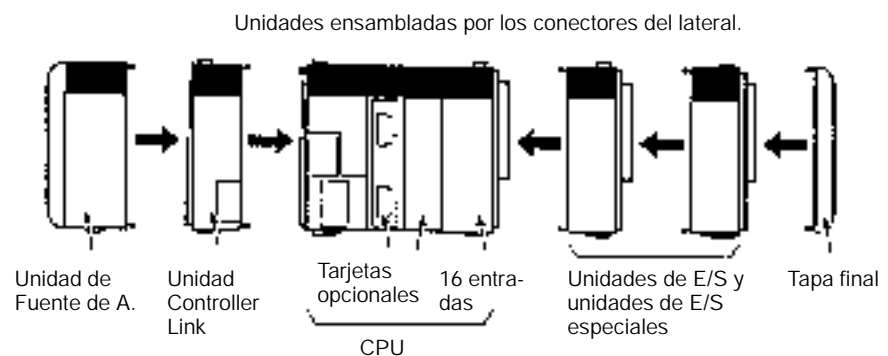 Unidades ensambladas por los conectores del lateral.
Unidad de
Fuente de A.
Unidad
Controller
Link
Tarjetas
opcionales
16 entra-
das
CPU
Unidades de E/S y
unidades de E/S
especiales
Tapa final